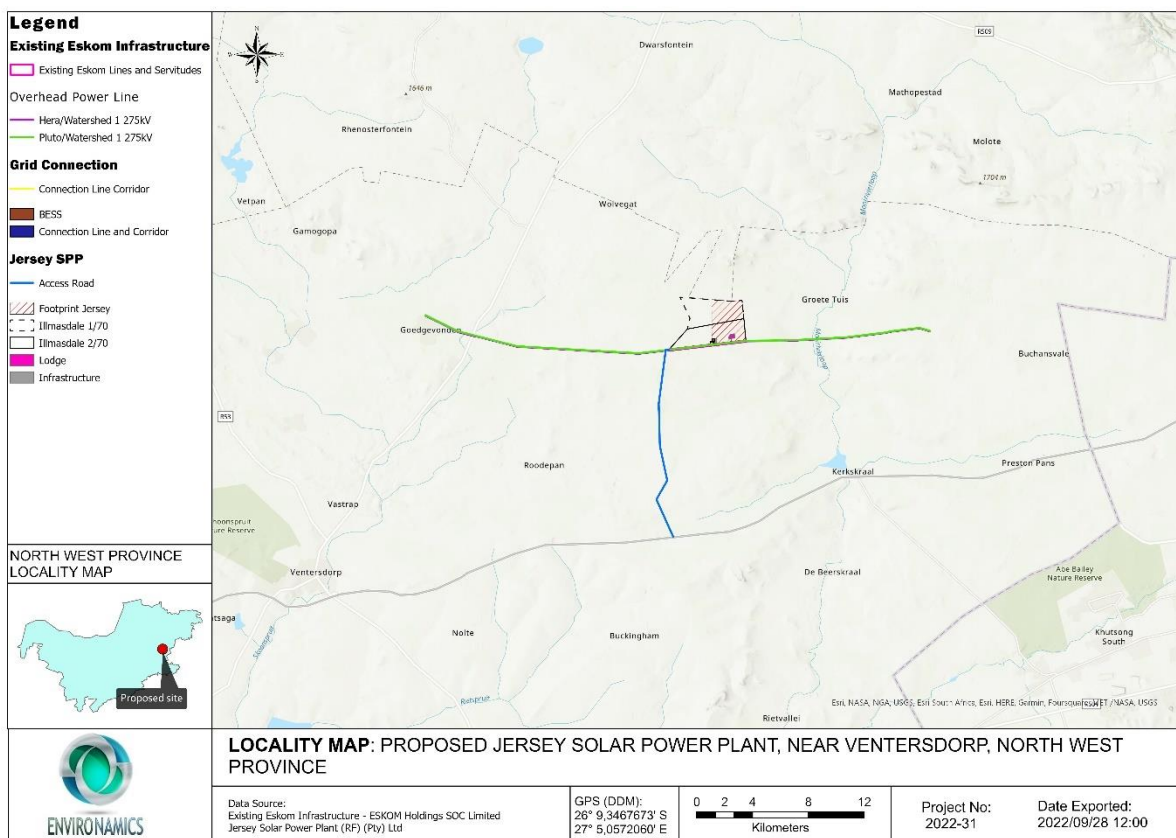 Legend
Existing Eskom Infrastructure
Existing Eskom Lines and Servitudes
Overhead Power Line
Hera/Watershed 1 275kV
Pluto/Watershed 1 275kV
Grid Connection
Connection Line Corridor
BESS
Connection Line and Corridor
Jersey SPP
Access Road
Footprint Jersey
Illmasdale 1/70
Illmasdale 2/70
Lodge
Infrastructure
NORTH WEST PROVINCE
LOCALITY MAP
Proposed site
N
Dwarsfontein
R509
1646 m
Mathopestad
Rhenosterfontein
Molote
1704 m
Vetpan
Woivegat
Gamogopa
Groete Tuis
Goedgevonden
Buchansvale
R53
Roodepan
Kerkskraal
Preston Pans
Vastrap
Nature Reserve
Ventersdorp
De Beerskraal
Abe Bailey
Nature Reserve
Nolte
Buckingham
Khutsong
South
Rietvallei
Esri, NASA, NGA, USGS, Esri South Africa, Esri, HERE, Garmin, Foursquare, METI/NASA, USGS
ENVIRONAMICS
LOCALITY MAP: PROPOSED JERSEY SOLAR POWER PLANT, NEAR VENTERSDORP, NORTH WEST
PROVINCE
Data Source:
Existing Eskom Infrastructure - ESKOM Holdings SOC Limited
Jersey Solar Power Plant (RF) (Pty) Ltd
GPS (DDM):
26° 9,3467673' S
27° 5,0572060' E
0 2 4 8 12
Kilometers
Project No:
2022-31
Date Exported:
2022/09/28 12:00